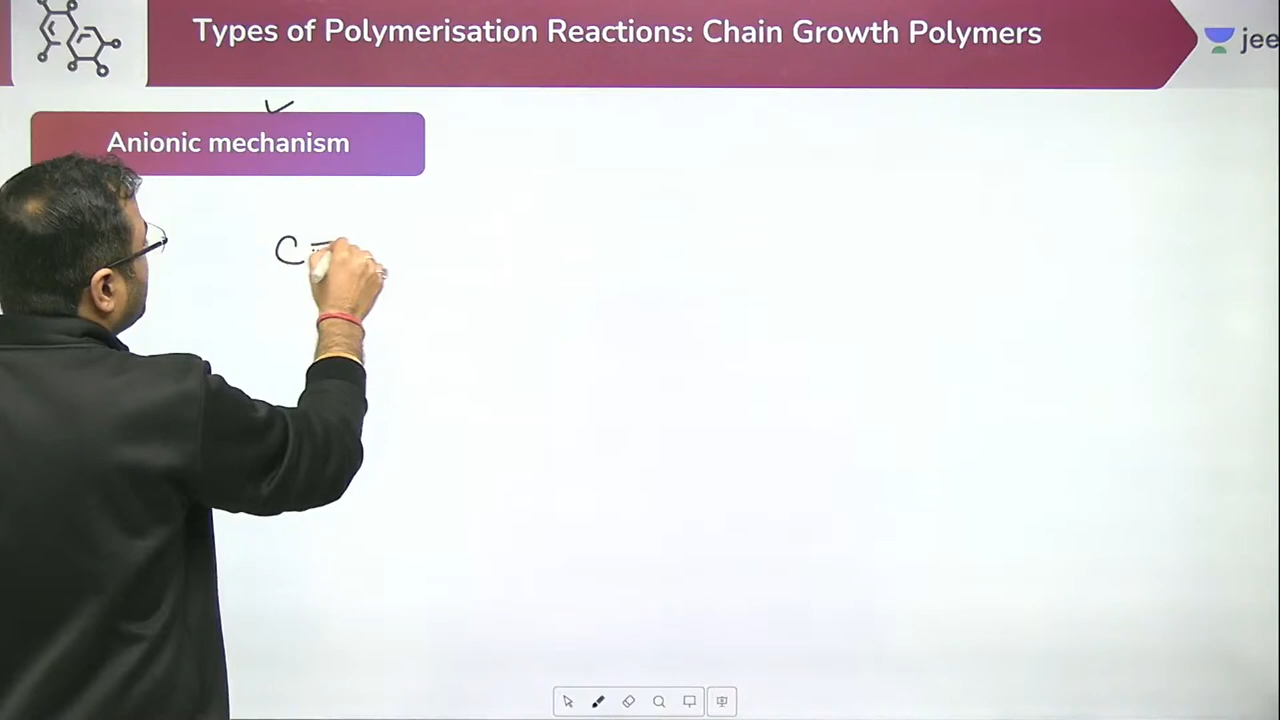 Types of Polymerisation Reactions: Chain Growth Polymers
jee
Anionic mechanism
C=